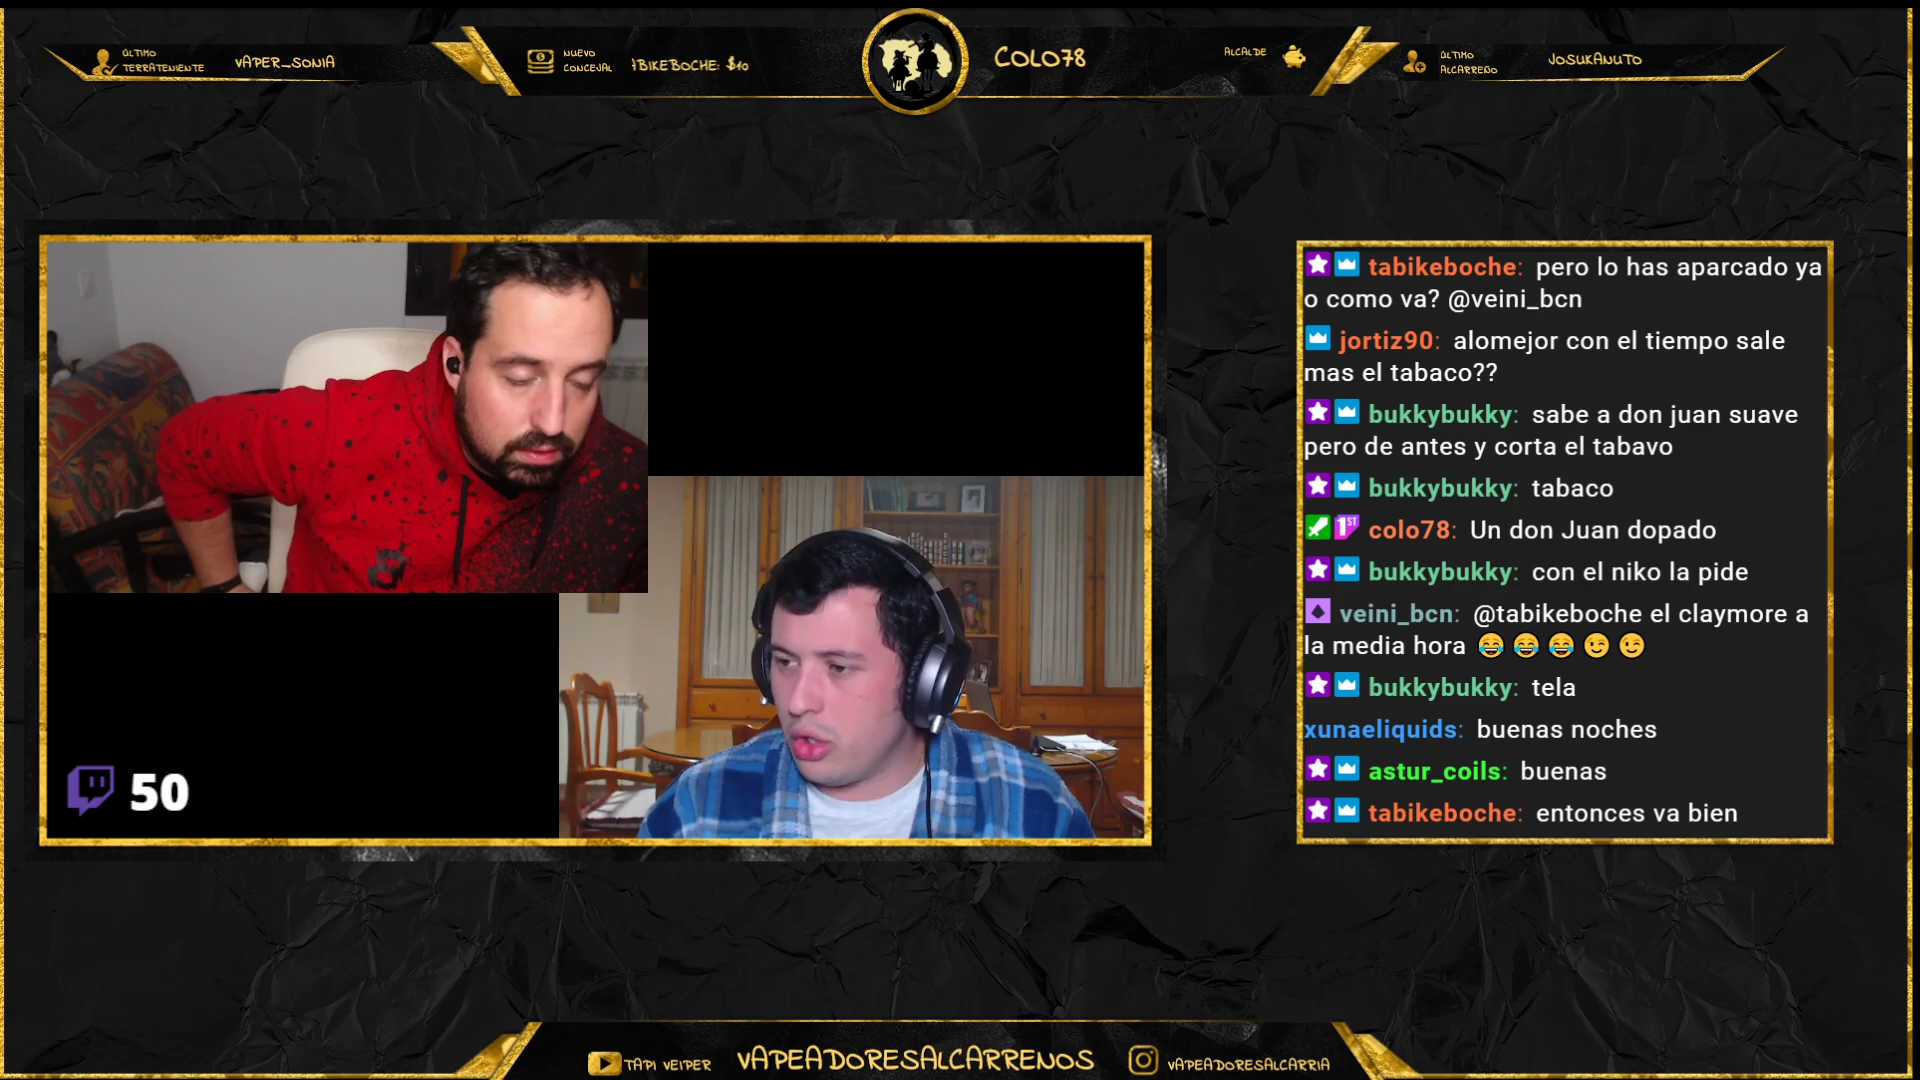 ÚLTIMO
TERRATENIENTE
VAPER_SONIA
NUEVO
CONCEJAL
ABIKEBOCHE: $10
COLO78
ALCALDE
ÚLTIMO
ALCARREÑO
JOSUKANUTO
tabikeboche: pero lo has aparcado ya
o como va? @veini_bcn
jortiz90: alomejor con el tiempo sale
mas el tabaco??
bukkybukky: sabe a don juan suave
pero de antes y corta el tabavo
bukkybukky: tabaco
1ST colo78: Un don Juan dopado
bukkybukky: con el niko la pide
veini_bcn: @tabikeboche el claymore a
la media hora 😂 😂 😂 😉 😉
bukkybukky: tela
xunaeliquids: buenas noches
astur_coils: buenas
tabikeboche: entonces va bien
50
TAPI VEIPER
VAPEADORESALCARRENOS
VAPEADORESALCARRIA